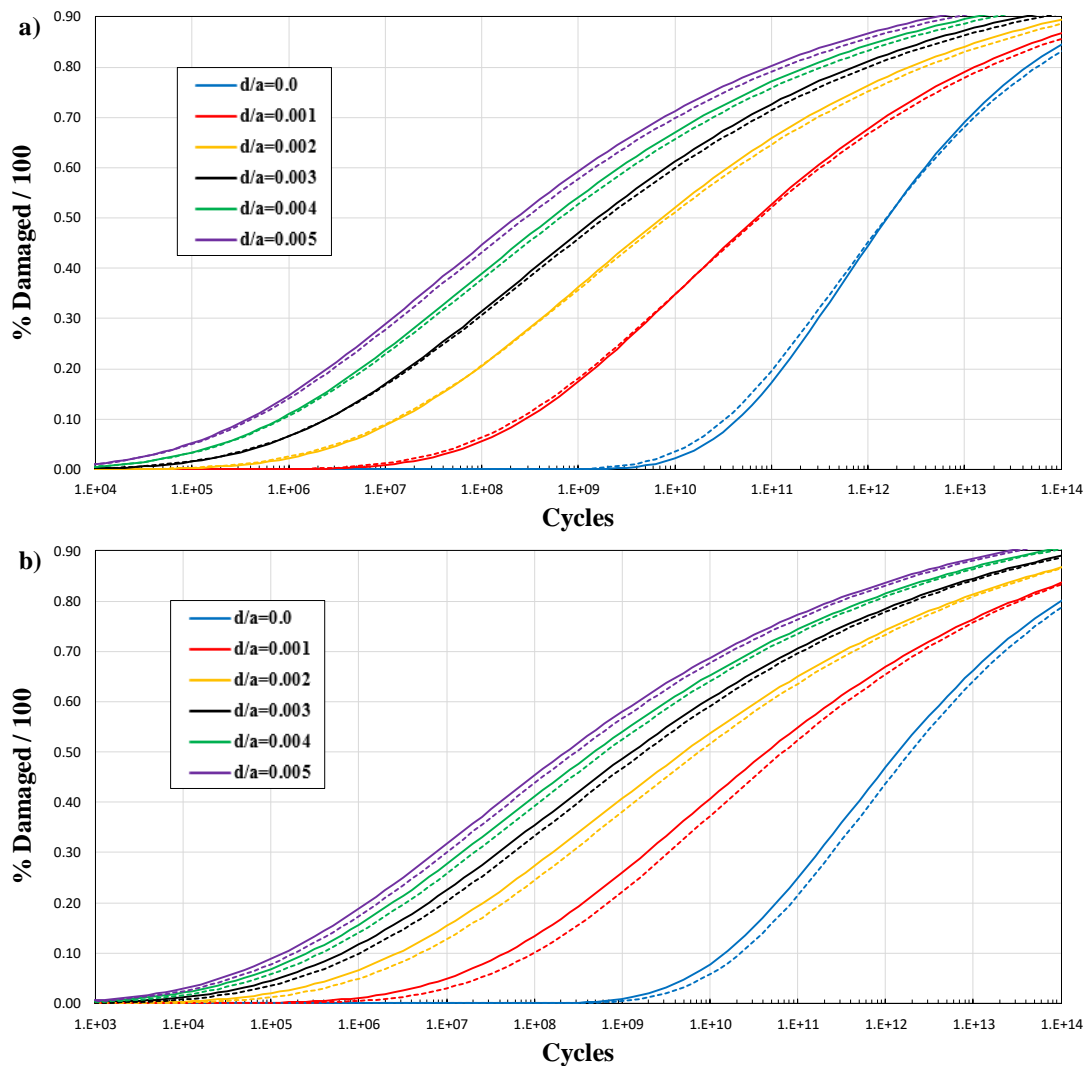 a)
% Damaged / 100
0.90
0.80
0.70
0.60
0.50
0.40
0.30
0.20
0.10
0.00
d/a=0.0
d/a=0.001
d/a=0.002
d/a=0.003
d/a=0.004
d/a=0.005
1.E+04 1.E+05 1.E+06 1.E+07 1.E+08 1.E+09 1.E+10 1.E+11 1.E+12 1.E+13 1.E+14
Cycles
b)
% Damaged / 100
0.90
0.80
0.70
0.60
0.50
0.40
0.30
0.20
0.10
0.00
d/a=0.0
d/a=0.001
d/a=0.002
d/a=0.003
d/a=0.004
d/a=0.005
1.E+03 1.E+04 1.E+05 1.E+06 1.E+07 1.E+08 1.E+09 1.E+10 1.E+11 1.E+12 1.E+13 1.E+14
Cycles